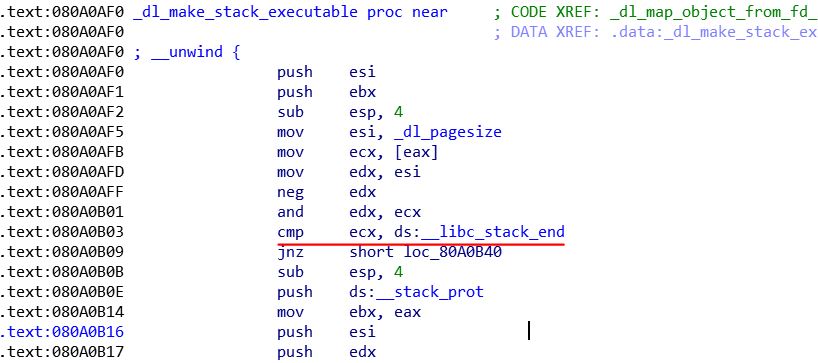 .text:080A0AF0 _dl_make_stack_executable proc near ; CODE XREF: _dl_map_object_from_fd_
.text:080A0AF0 ; DATA XREF: .data:_dl_make_stack_ex
.text:080A0AF0 ; __unwind {
.text:080A0AF0 push esi
.text:080A0AF1 push ebx
.text:080A0AF2 sub esp, 4
.text:080A0AF5 mov esi, _dl_pagesize
.text:080A0AFB mov ecx, [eax]
.text:080A0AFD mov edx, esi
.text:080A0AFF neg edx
.text:080A0B01 and edx, ecx
.text:080A0B03 cmp ecx, ds:__libc_stack_end
.text:080A0B09 jnz short loc_80A0B40
.text:080A0B0B sub esp, 4
.text:080A0B0E push ds:__stack_prot
.text:080A0B14 mov ebx, eax
.text:080A0B16 push esi
.text:080A0B17 push edx